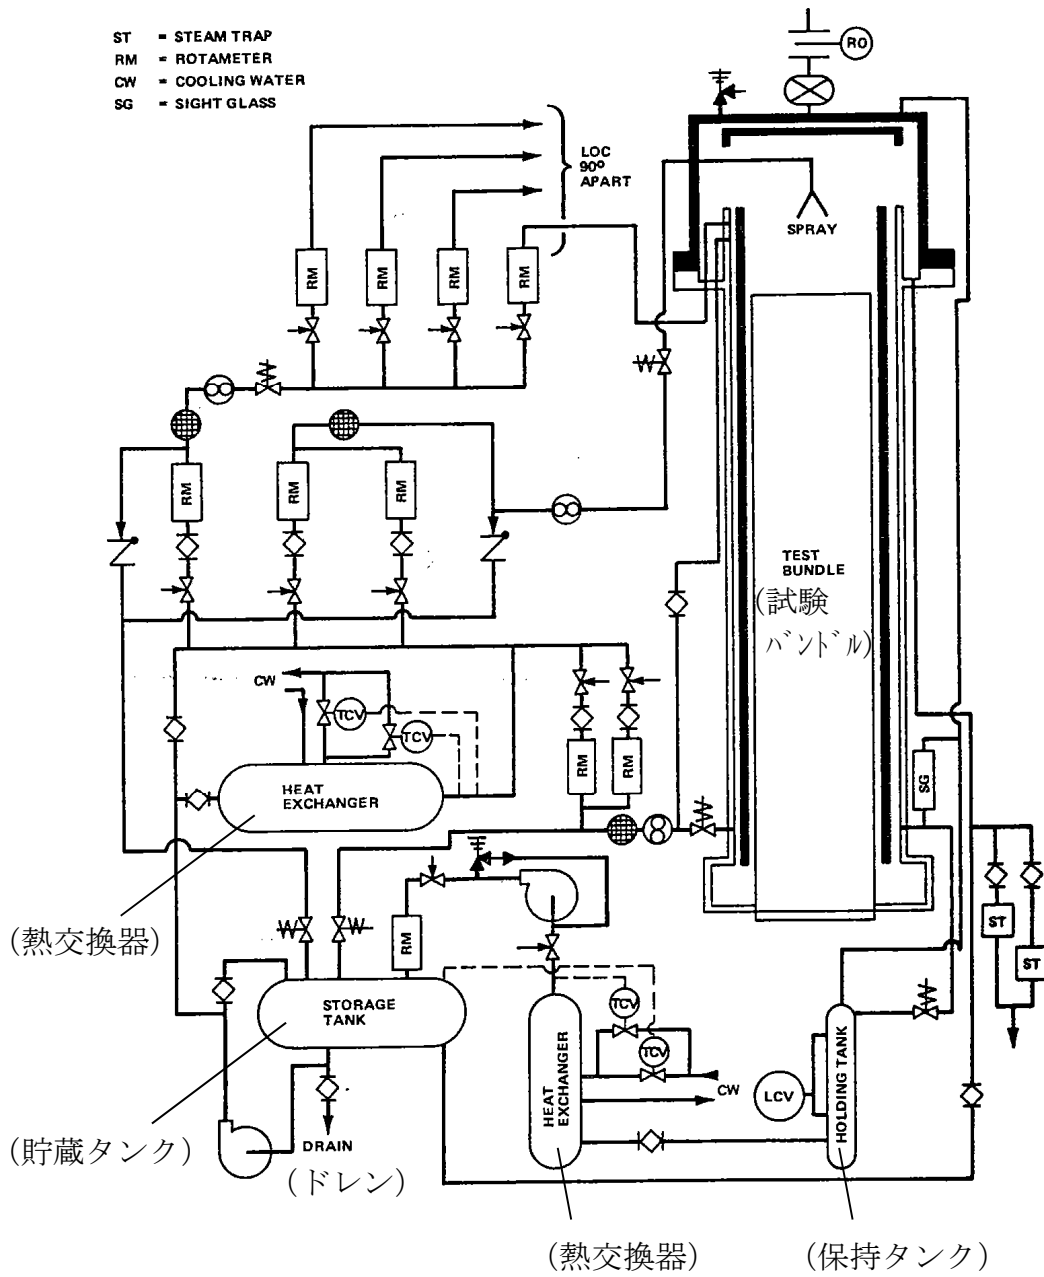 ST = STEAM TRAP
RM = ROTAMETER
CW = COOLING WATER
SG = SIGHT GLASS
RO
LOC
90°
APART
SPRAY
RM
RM
RM
RM
RM
RM
RM
TEST
BUNDLE
(試験
バンドル)
CW
TCV
TCV
HEAT
EXCHANGER
RM
RM
SG
(熱交換器)
RM
ST
ST
STORAGE
TANK
TCV
TCV
HEAT
EXCHANGER
CW
LCV
HOLDING TANK
DRAIN
(貯蔵タンク)
(ドレン)
(熱交換器)
(保持タンク)